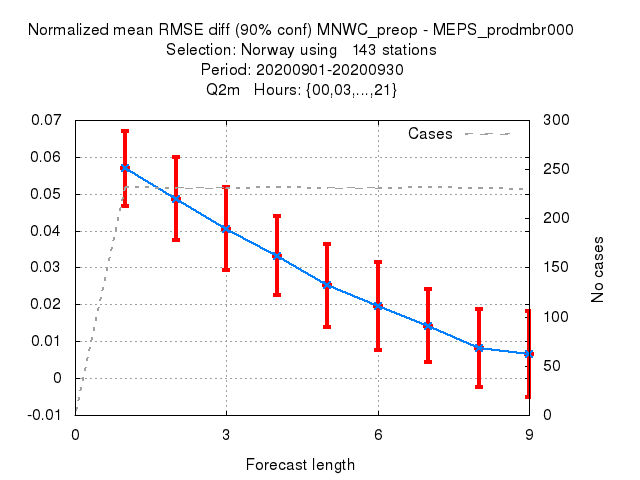 Normalized mean RMSE diff (90% conf) MNWC_preop - MEPS_prodmbr000
Selection: Norway using   143 stations
Period: 20200901-20200930
Q2m   Hours: {00,03,...,21}
0.07
0.06
0.05
0.04
0.03
0.02
0.01
0
-0.01
Cases
300
250
200
150
100
50
0
No cases
0
3
6
9
Forecast length